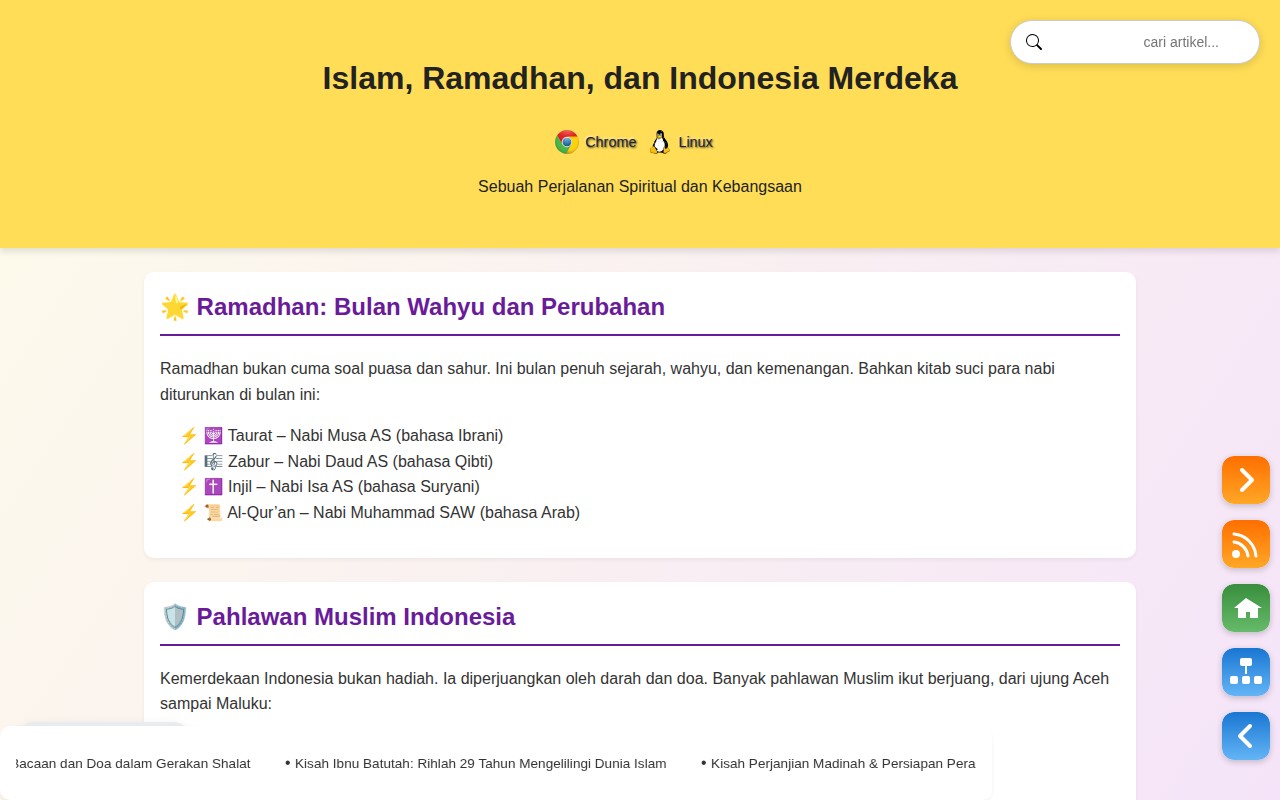 cari artikel...
Islam, Ramadhan, dan Indonesia Merdeka
Chrome Linux
Sebuah Perjalanan Spiritual dan Kebangsaan
🌟 Ramadhan: Bulan Wahyu dan Perubahan
Ramadhan bukan cuma soal puasa dan sahur. Ini bulan penuh sejarah, wahyu, dan kemenangan. Bahkan kitab suci para nabi
diturunkan di bulan ini:
⚡ 🕎 Taurat – Nabi Musa AS (bahasa Ibrani)
⚡ 🎼 Zabur – Nabi Daud AS (bahasa Qibti)
⚡ ✝️ Injil – Nabi Isa AS (bahasa Suryani)
⚡ 📜 Al-Qur’an – Nabi Muhammad SAW (bahasa Arab)
🛡️ Pahlawan Muslim Indonesia
Kemerdekaan Indonesia bukan hadiah. Ia diperjuangkan oleh darah dan doa. Banyak pahlawan Muslim ikut berjuang, dari ujung Aceh
sampai Maluku:
Bacaan dan Doa dalam Gerakan Shalat • Kisah Ibnu Batutah: Rihlah 29 Tahun Mengelilingi Dunia Islam • Kisah Perjanjian Madinah & Persiapan Pera